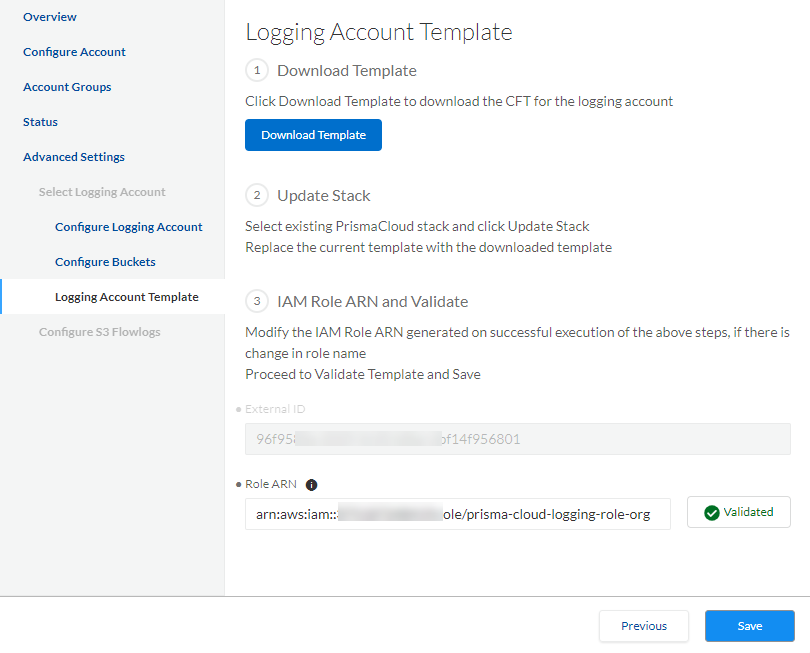 Overview
Configure Account
Account Groups
Status
Advanced Settings
Select Logging Account
Configure Logging Account
Configure Buckets
Logging Account Template
Configure S3 Flowlogs
Logging Account Template
1 Download Template
Click Download Template to download the CFT for the logging account
Download Template
2 Update Stack
Select existing PrismaCloud stack and click Update Stack
Replace the current template with the downloaded template
3 IAM Role ARN and Validate
Modify the IAM Role ARN generated on successful execution of the above steps, if there is
change in role name
Proceed to Validate Template and Save
External ID
96f95 f14f956801
Role ARN
arn:aws:iam:: ole/prisma-cloud-logging-role-org
Validated
Previous
Save